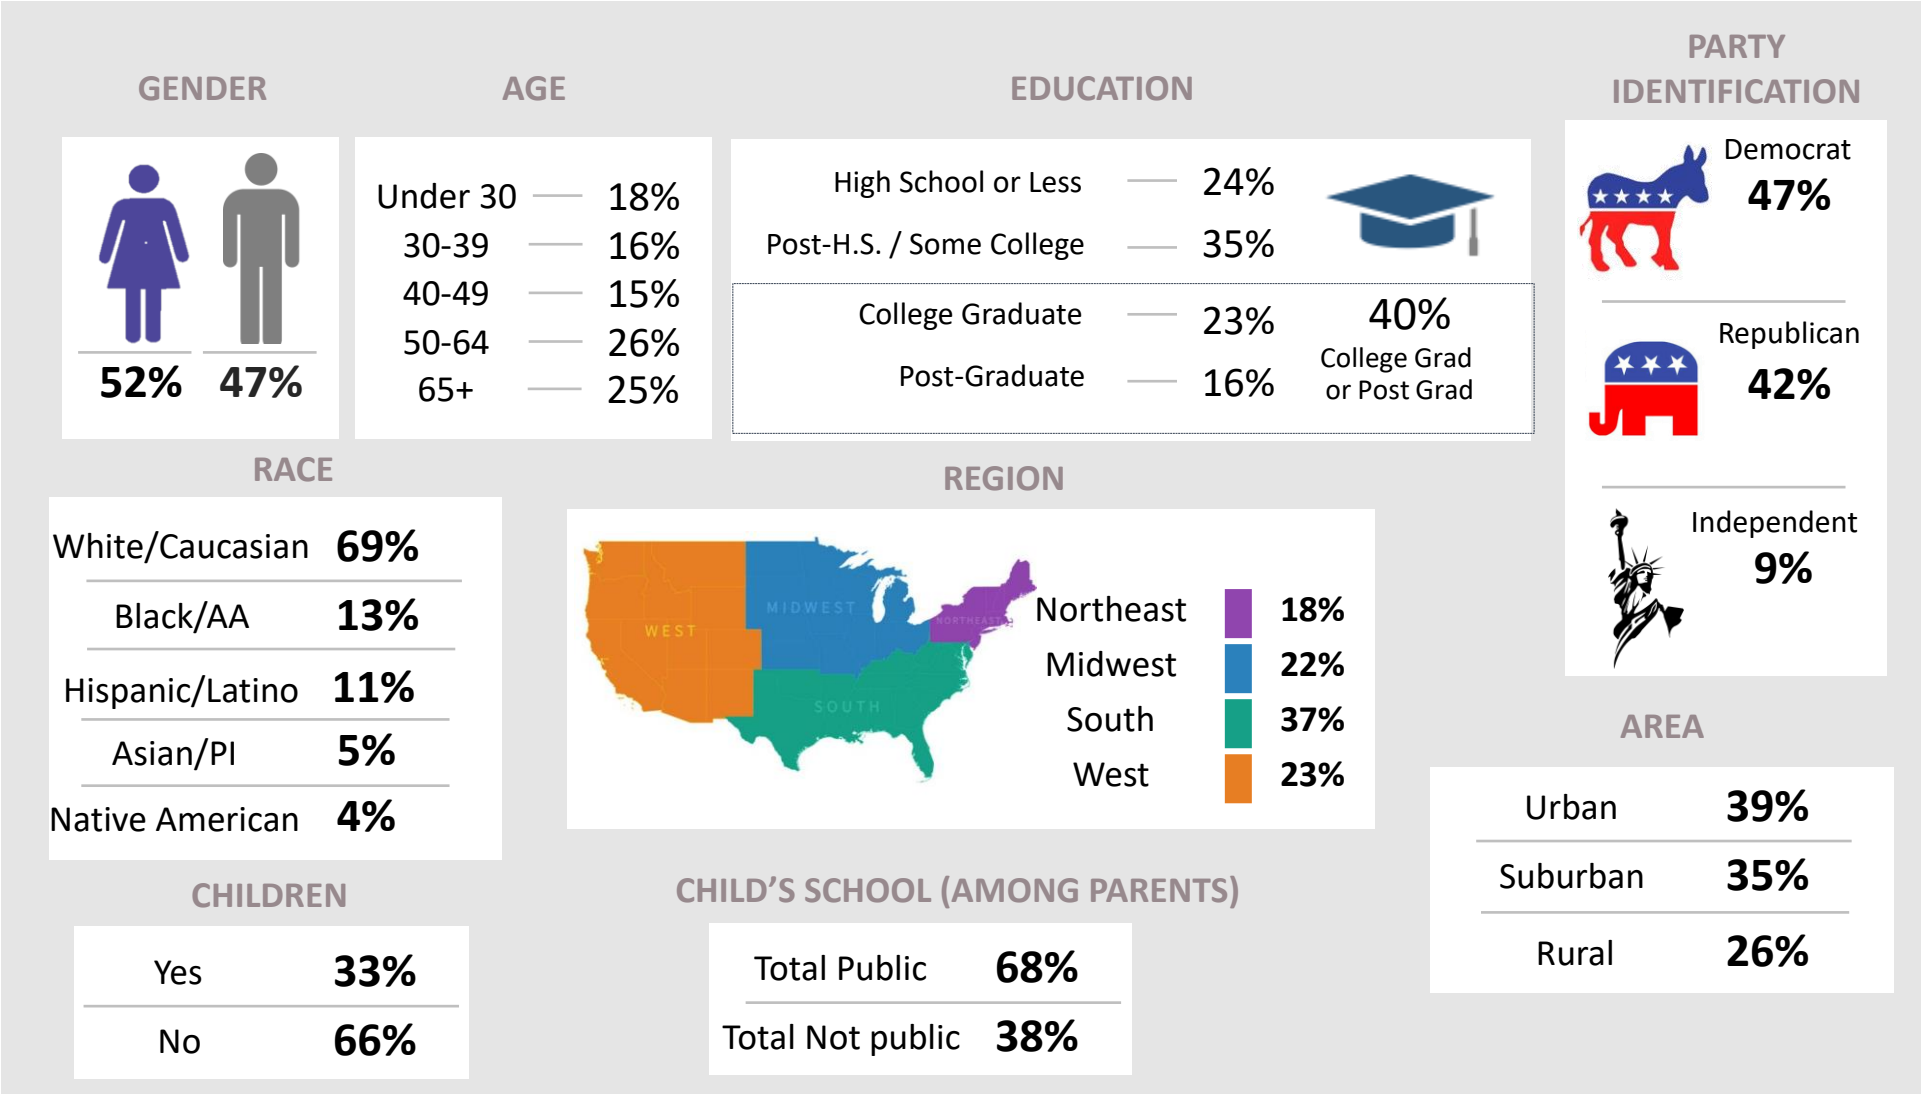 GENDER
52% 47%
AGE
Under 30 18%
30-39 16%
40-49 15%
50-64 26%
65+ 25%
EDUCATION
High School or Less 24%
Post-H.S. / Some College 35%
College Graduate 23%
Post-Graduate 16%
40%
College Grad
or Post Grad
PARTY
IDENTIFICATION
Democrat
47%
Republican
42%
Independent
9%
RACE
White/Caucasian 69%
Black/AA 13%
Hispanic/Latino 11%
Asian/PI 5%
Native American 4%
REGION
WEST
MIDWEST
NORTHEAST
SOUTH
Northeast 18%
Midwest 22%
South 37%
West 23%
AREA
Urban 39%
Suburban 35%
Rural 26%
CHILDREN
Yes 33%
No 66%
CHILD’S SCHOOL (AMONG PARENTS)
Total Public 68%
Total Not public 38%